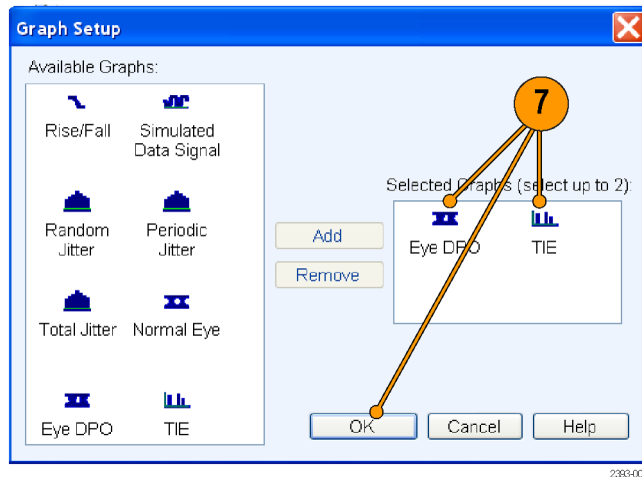 Graph Setup
Available Graphs:
Rise/Fall
Simulated
Data Signal
7
Selected Graphs (select up to 2):
Random
Jitter
Periodic
Jitter
Add
Eye DPO
TIE
Remove
Total Jitter
Normal Eye
Eye DPO
TIE
OK
Cancel
Help